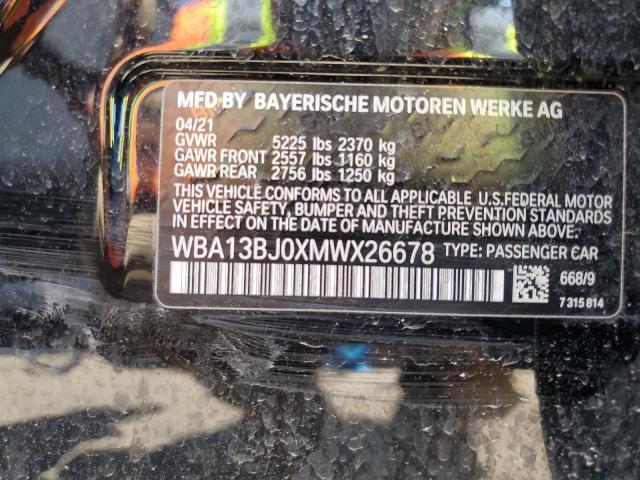 MFD BY BAYERISCHE MOTOREN WERKE AG
04/21
GVWR 5225 lbs 2370 kg
GAWR FRONT 2557 lbs 1160 kg
GAWR REAR 2756 lbs 1250 kg
THIS VEHICLE CONFORMS TO ALL APPLICABLE U.S.FEDERAL MOTOR
VEHICLE SAFETY, BUMPER AND THEFT PREVENTION STANDARDS
IN EFFECT ON THE DATE OF MANUFACTURE SHOWN ABOVE.
WBA13BJ0XMWX26678 TYPE: PASSENGER CAR
668/9
7 315 814